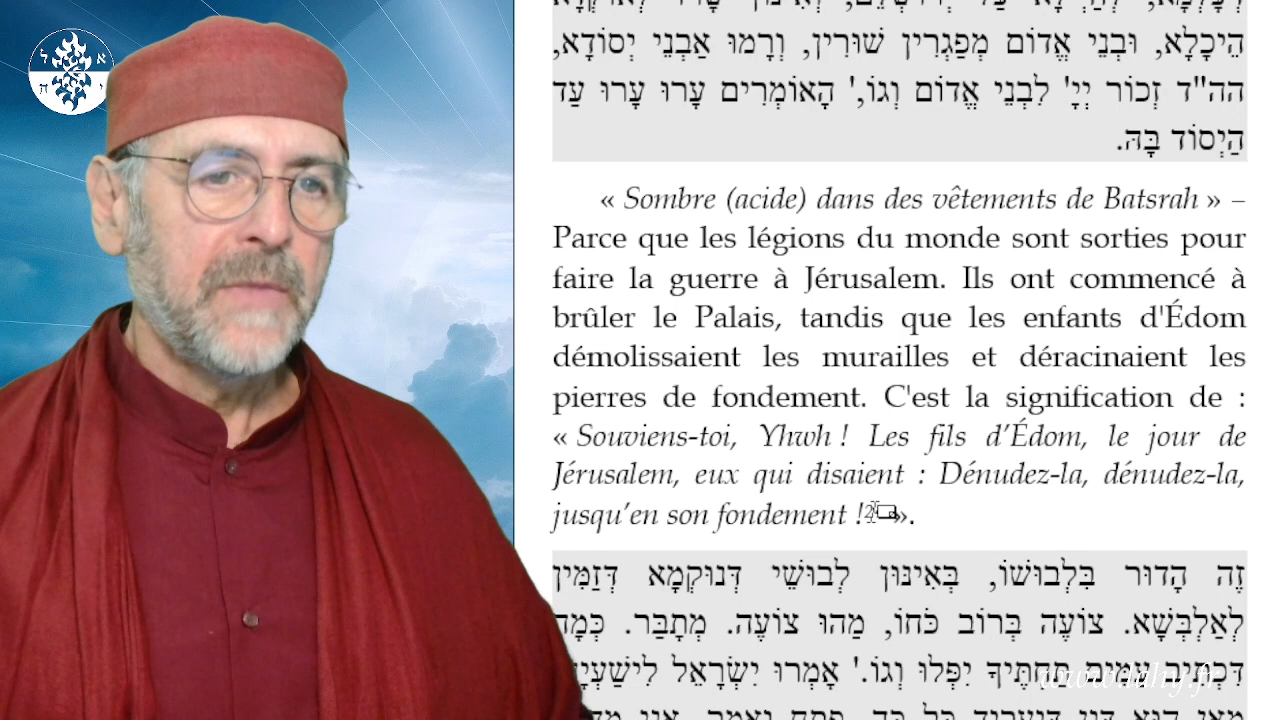 הֵיכָלָא, וּבְנֵי אֱדוֹם מְפַגְרִין שׁוּרִין, וְרָמוּ אַבְנֵי יְסוֹדָא,
הה"ד זְכוֹר יְיָ' לִבְנֵי אֱדוֹם וְגוֹ', הָאוֹמְרִים עָרוּ עָרוּ עַד
הַיְסוֹד בָּהּ.
« Sombre (acide) dans des vêtements de Batsrah » –
Parce que les légions du monde sont sorties pour
faire la guerre à Jérusalem. Ils ont commencé à
brûler le Palais, tandis que les enfants d'Édom
démolissaient les murailles et déracinaient les
pierres de fondement. C'est la signification de :
« Souviens-toi, Yhwh ! Les fils d’Édom, le jour de
Jérusalem, eux qui disaient : Dénudez-la, dénudez-la,
jusqu’en son fondement ! ».
זֶה הָדוּר בִּלְבוּשׁוֹ, בְּאִינּוּן לְבוּשֵׁי דְּנוּקְמָא דְּזַמִּין
לְאַלְבְּשָׁא. צוֹעֶה בְּרוֹב כֹּחוֹ, מַהוּ צוֹעֶה. מְתָבַּר. כְּמָה
דִּכְתִּיב עַמִּים תַּחְתֶּיךָ יִפְּלוּ וְגוֹ'. אָמְרוּ יִשְׂרָאֵל